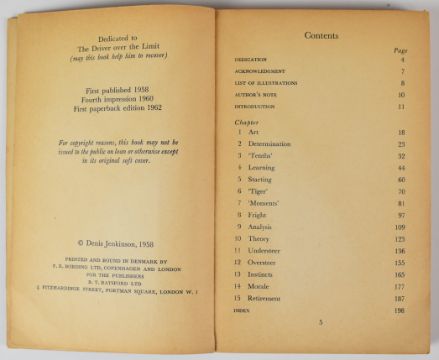 Dedicated to
The Driver over the Limit
(may this book help him to recover)
First published 1958
Fourth impression 1960
First paperback edition 1962
For copyright reasons, this book may not be
issued to the public on loan or otherwise except
in its original soft cover.
© Denis Jenkinson, 1958
PRINTED AND BOUND IN DENMARK BY
F. E. BORDING LTD, COPENHAGEN AND LONDON
FOR THE PUBLISHERS
B. T. BATSFORD LTD
4 FITZHARDINGE STREET, PORTMAN SQUARE, LONDON W. 1
Contents
Page
DEDICATION 4
ACKNOWLEDGMENT 7
LIST OF ILLUSTRATIONS 8
AUTHOR'S NOTE 10
INTRODUCTION 11
Chapter
1 Art 18
2 Determination 23
3 'Tenths' 32
4 Learning 44
5 Starting 60
6 'Tiger' 70
7 'Moments' 81
8 Fright 97
9 Analysis 109
10 Theory 123
11 Understeer 136
12 Oversteer 155
13 Instincts 165
14 Morale 177
15 Retirement 187
INDEX 198
5